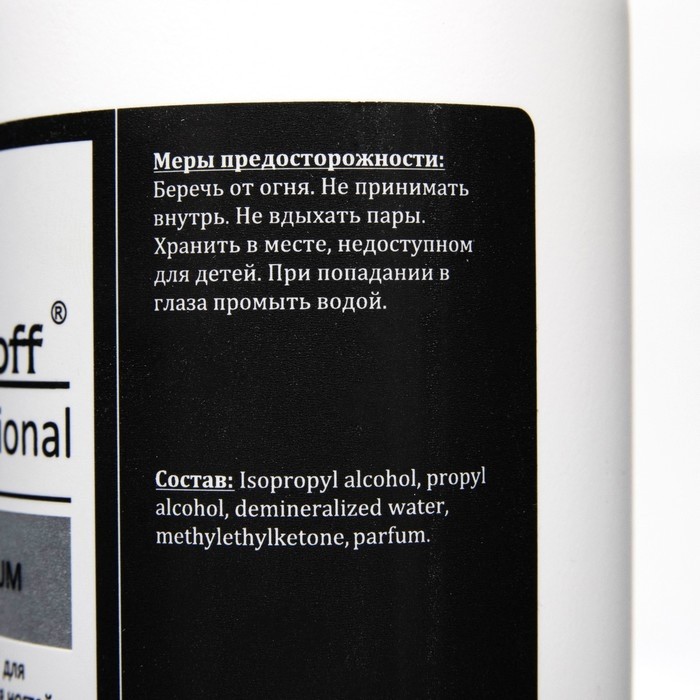 Меры предосторожности:
Беречь от огня. Не принимать
внутрь. Не вдыхать пары.
Хранить в месте, недоступном
для детей. При попадании в
глаза промыть водой.
Состав: Isopropyl alcohol, propyl
alcohol, demineralized water,
methylethylketone, parfum.
off®
ional
UM
для